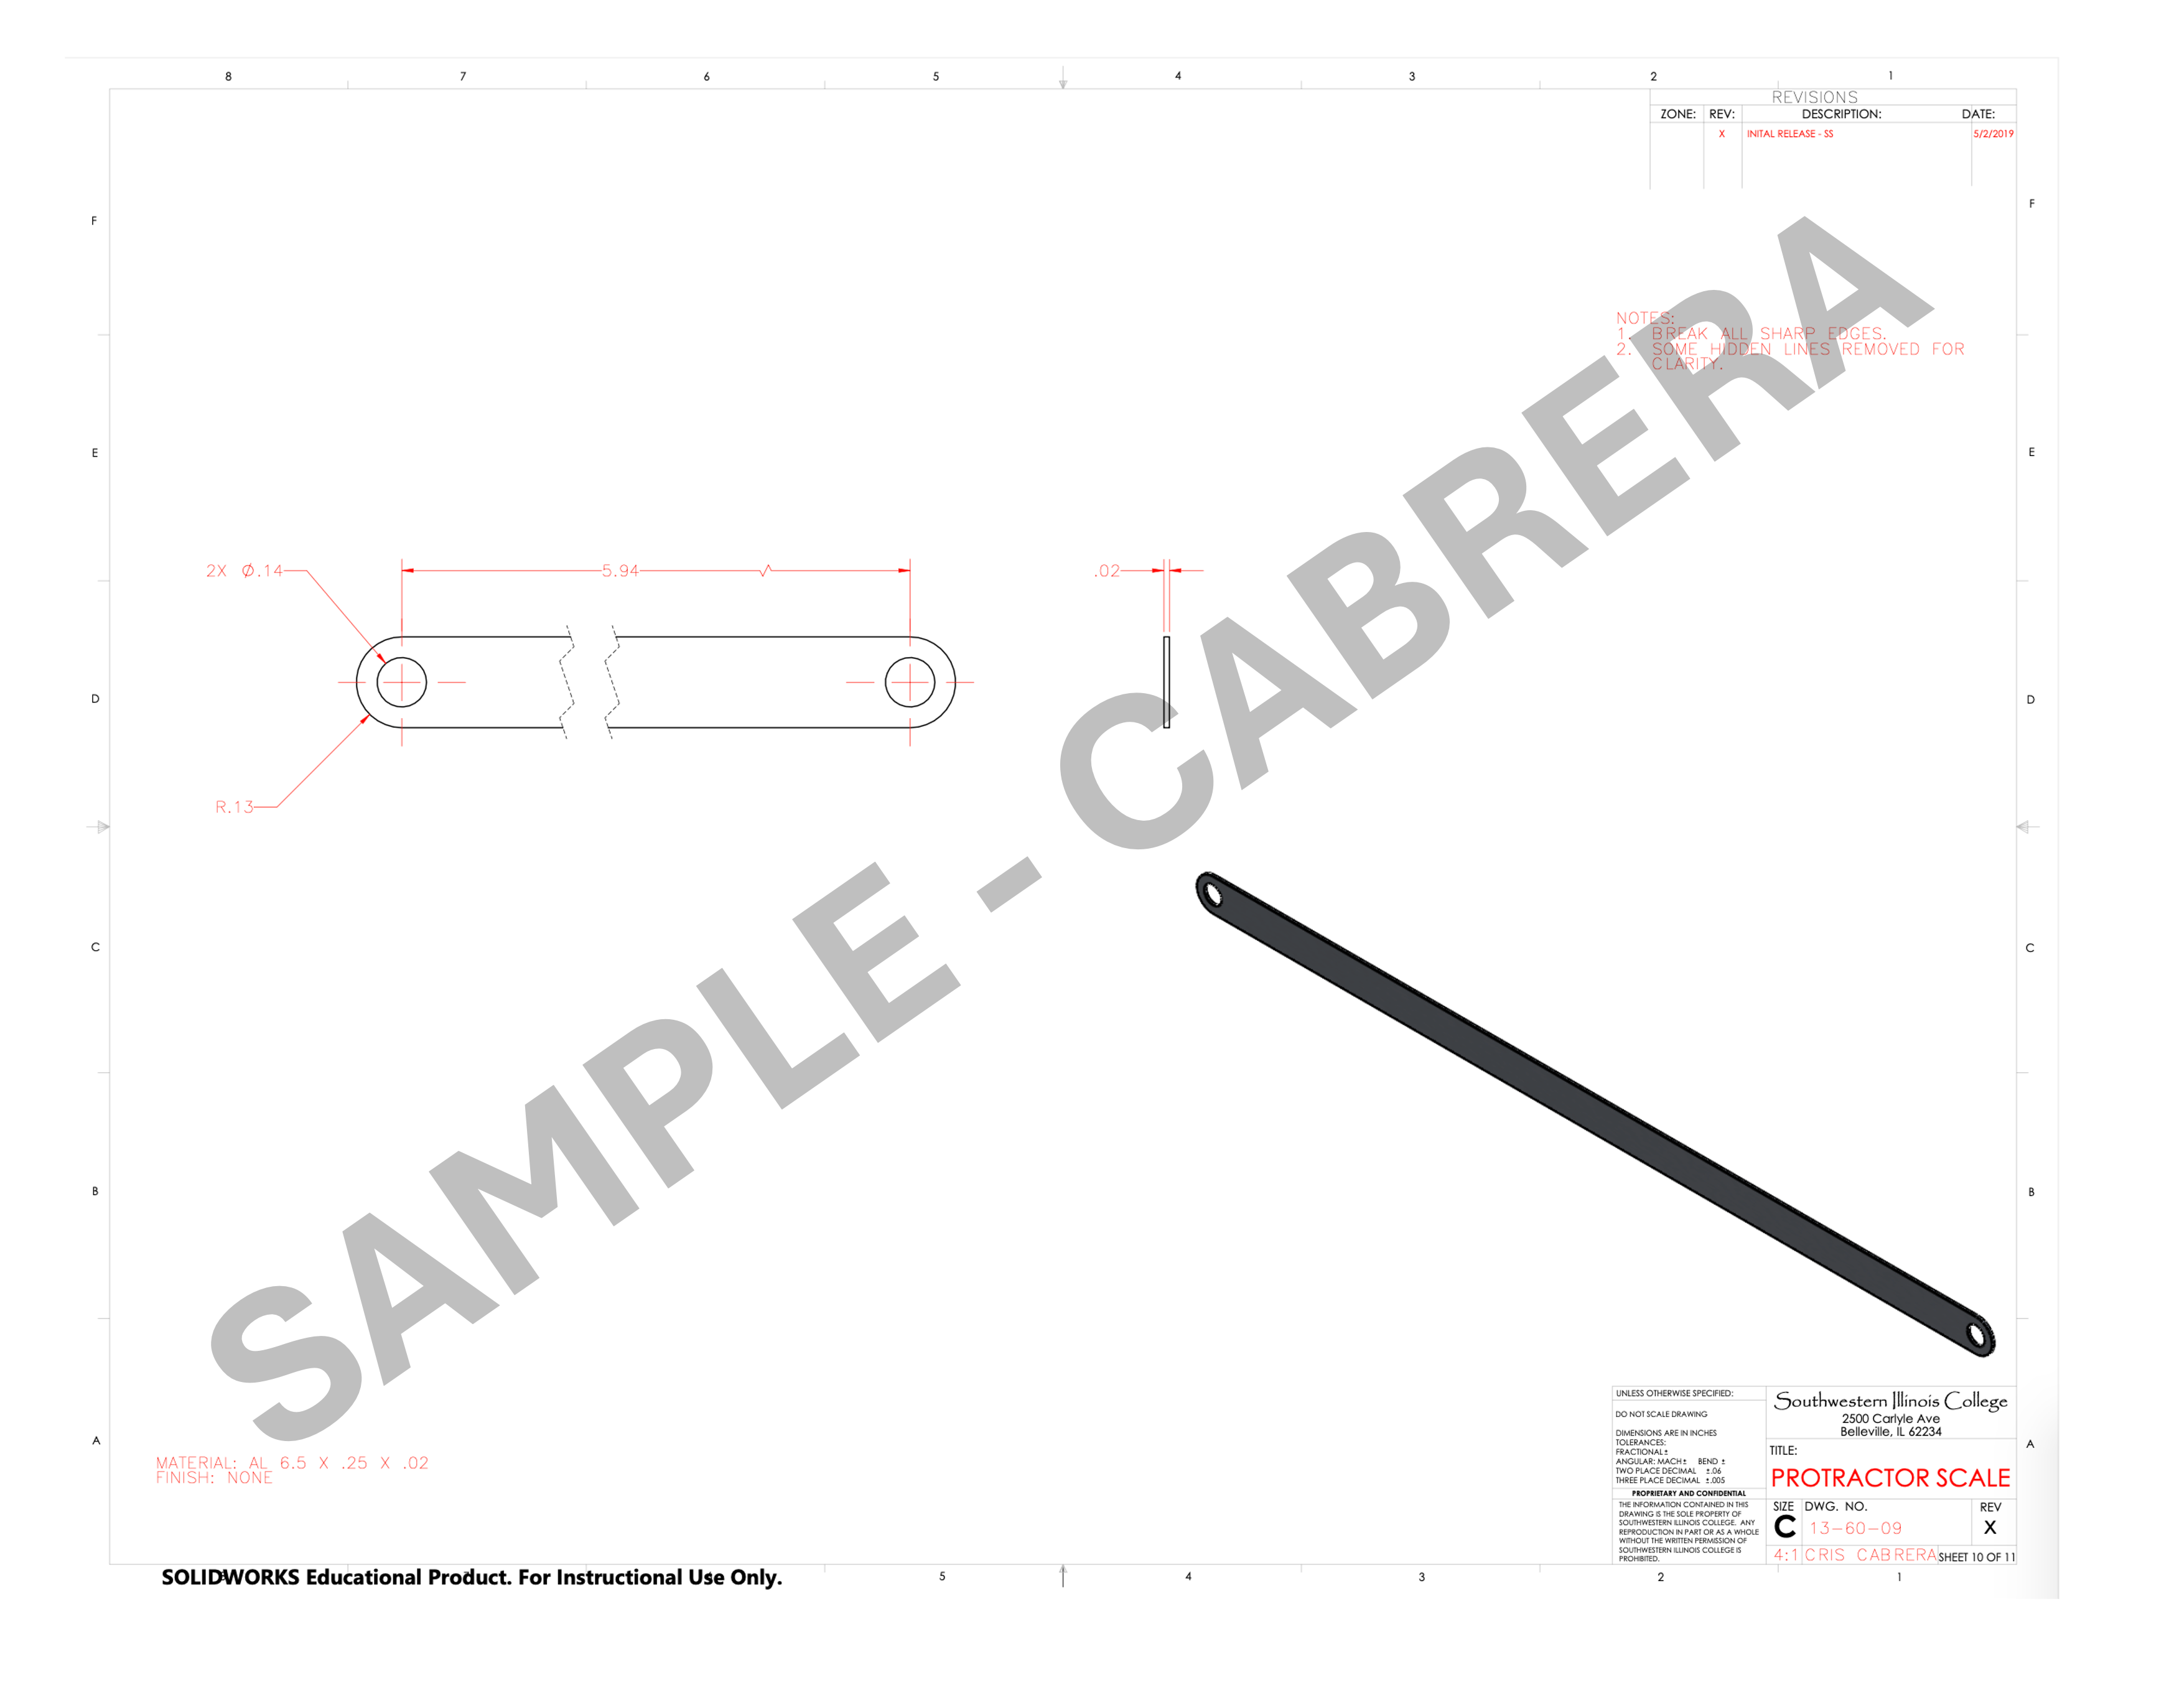 8 7 6 5 4 3 2 1
REVISIONS
ZONE: REV: DESCRIPTION: DATE:
X INITAL RELEASE - SS 5/2/2019
F F
NOTES:
1. BREAK ALL SHARP EDGES.
2. SOME HIDDEN LINES REMOVED FOR
CLARITY.
E E
2X Ø.14 5.94 .02
D D
R.13
SAMPLE - CABRERA
C C
B B
A A
MATERIAL: AL 6.5 X .25 X .02
FINISH: NONE
UNLESS OTHERWISE SPECIFIED:
DO NOT SCALE DRAWING
DIMENSIONS ARE IN INCHES
TOLERANCES:
FRACTIONAL±
ANGULAR: MACH± BEND ±
TWO PLACE DECIMAL ±.06
THREE PLACE DECIMAL ±.005
PROPRIETARY AND CONFIDENTIAL
THE INFORMATION CONTAINED IN THIS
DRAWING IS THE SOLE PROPERTY OF
SOUTHWESTERN ILLINOIS COLLEGE. ANY
REPRODUCTION IN PART OR AS A WHOLE
WITHOUT THE WRITTEN PERMISSION OF
SOUTHWESTERN ILLINOIS COLLEGE IS
PROHIBITED.
Southwestern Illinois College
2500 Carlyle Ave
Belleville, IL 62234
TITLE:
PROTRACTOR SCALE
SIZE DWG. NO. REV
C 13-60-09 X
4:1 CRIS CABRERA SHEET 10 OF 11
SOLIDWORKS Educational Product. For Instructional Use Only.
5 4 3 2 1